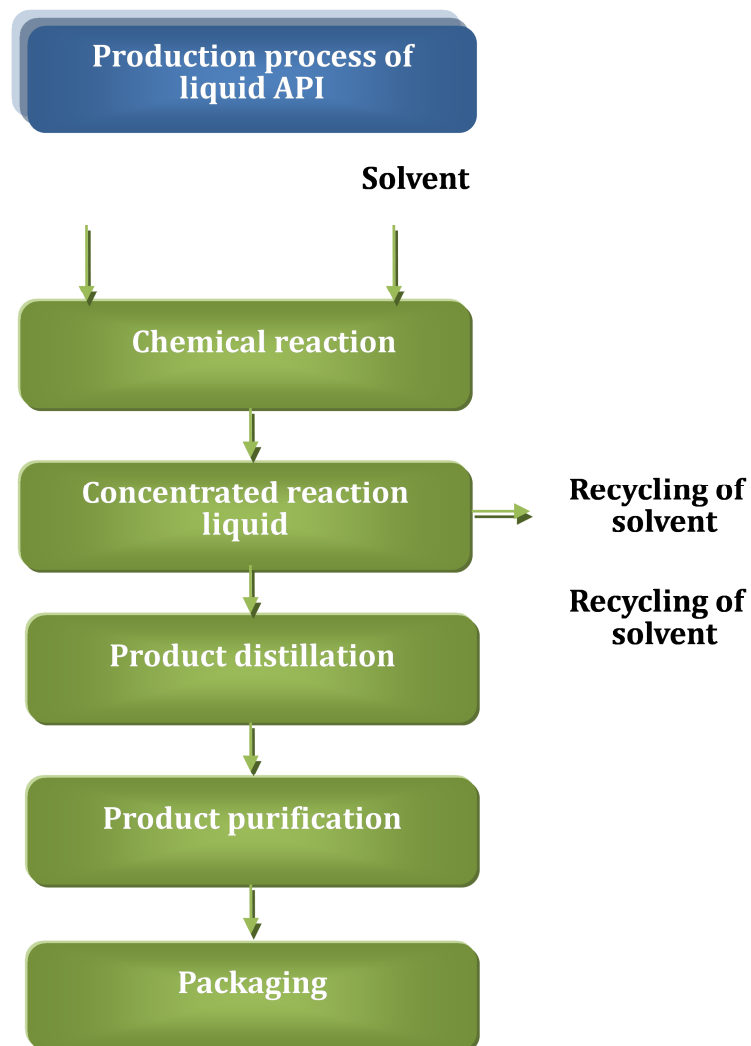 Production process of
liquid API
Solvent
Chemical reaction
Concentrated reaction
liquid
Recycling of
solvent
Recycling of
solvent
Product distillation
Product purification
Packaging